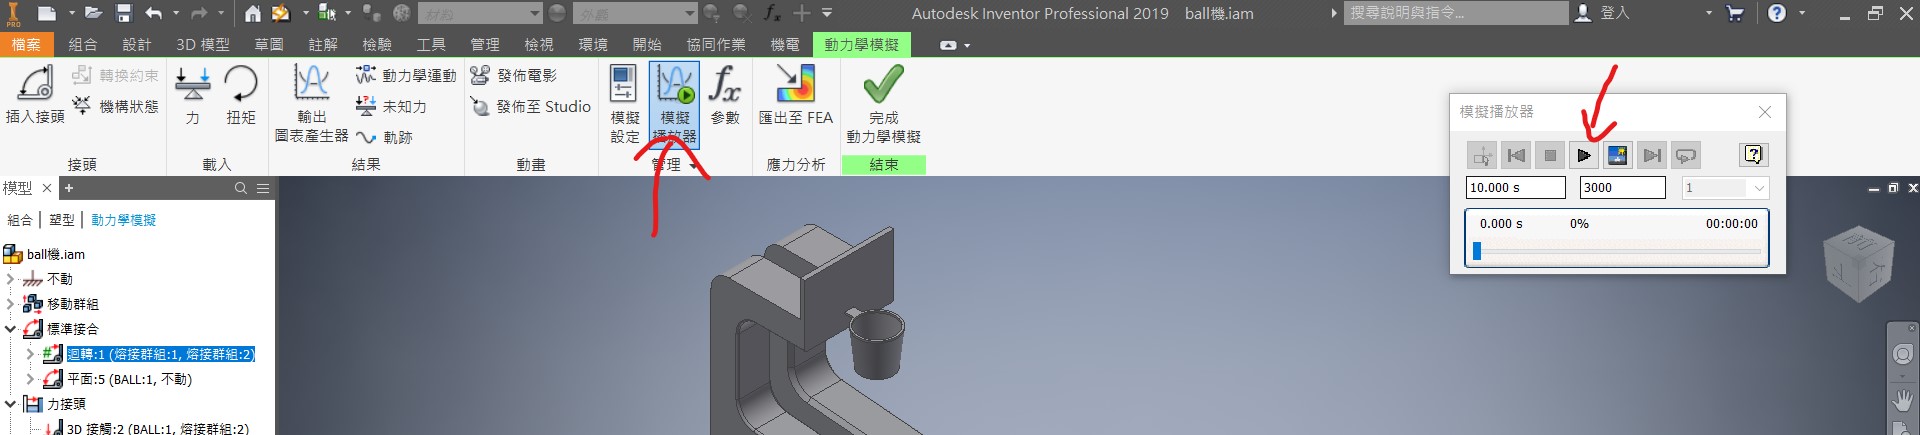 PRO
材料
外觀
fx
Autodesk Inventor Professional 2019 ball機.iam
搜尋說明與指令...
登入
檔案 組合 設計 3D 模型 草圖 註解 檢驗 工具 管理 檢視 環境 開始 協同作業 機電 動力學模擬
插入接頭
轉換約束
機構狀態
接頭
力
扭矩
載入
輸出
圖表產生器
動力學運動
未知力
軌跡
結果
發佈電影
發佈至 Studio
動畫
模擬
設定
模擬
播放器
fx
參數
管理
匯出至 FEA
應力分析
完成
動力學模擬
結束
模擬播放器
10.000 s 3000 1
0.000 s 0% 00:00:00
模型
組合 | 塑型 | 動力學模擬
ball機.iam
不動
移動群組
標準接合
迴轉:1 (熔接群組:1, 熔接群組:2)
平面:5 (BALL:1, 不動)
力接頭
3D 接觸:2 (BALL:1, 熔接群組:2)